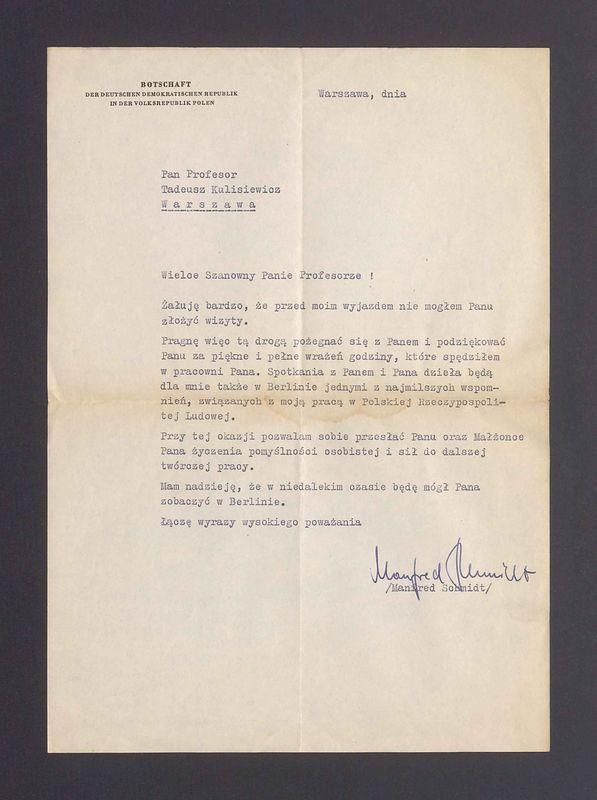 BOTSCHAFT
DER DEUTSCHEN DEMOKRATISCHEN REPUBLIK
IN DER VOLKSREPUBLIK POLEN
Warszawa, dnia
Pan Profesor
Tadeusz Kulisiewicz
W a r s z a w a
Wielce Szanowny Panie Profesorze !
Żałuję bardzo, że przed moim wyjazdem nie mogłem Panu
złożyć wizyty.
Pragnę więc tą drogą pożegnać się z Panem i podziękować
Panu za piękne i pełne wrażeń godziny, które spędziłem
w pracowni Pana. Spotkania z Panem i Pana dzieła będą
dla mnie także w Berlinie jednymi z najmilszych wspom-
nień, związanych z moją pracą w Polskiej Rzeczypospoli-
tej Ludowej.
Przy tej okazji pozwalam sobie przesłać Panu oraz Małżonce
Pana życzenia pomyślności osobistej i sił do dalszej
twórczej pracy.
Mam nadzieję, że w niedalekim czasie będę mógł Pana
zobaczyć w Berlinie.
Łączę wyrazy wysokiego poważania
Manfred Schmidt
/Manfred Schmidt/